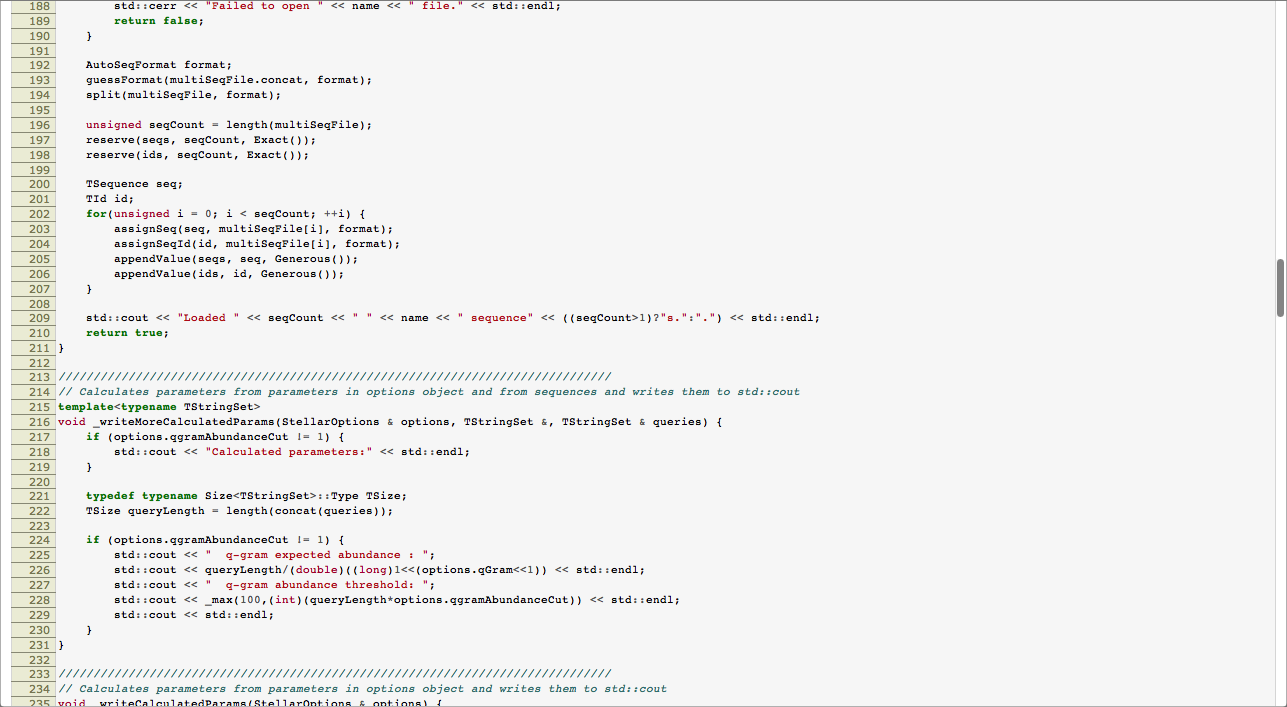 188         std::cerr << "Failed to open " << name << " file." << std::endl;
189         return false;
190     }
191
192     AutoSeqFormat format;
193     guessFormat(multiSeqFile.concat, format);
194     split(multiSeqFile, format);
195
196     unsigned seqCount = length(multiSeqFile);
197     reserve(seqs, seqCount, Exact());
198     reserve(ids, seqCount, Exact());
199
200     TSequence seq;
201     TId id;
202     for(unsigned i = 0; i < seqCount; ++i) {
203         assignSeq(seq, multiSeqFile[i], format);
204         assignSeqId(id, multiSeqFile[i], format);
205         appendValue(seqs, seq, Generous());
206         appendValue(ids, id, Generous());
207     }
208
209     std::cout << "Loaded " << seqCount << " " << name << " sequence" << ((seqCount>1)?"s.":".") << std::endl;
210     return true;
211 }
212
213 ///////////////////////////////////////////////////////////////////////////////
214 // Calculates parameters from parameters in options object and from sequences and writes them to std::cout
215 template<typename TStringSet>
216 void _writeMoreCalculatedParams(StellarOptions & options, TStringSet &, TStringSet & queries) {
217     if (options.qgramAbundanceCut != 1) {
218         std::cout << "Calculated parameters:" << std::endl;
219     }
220
221     typedef typename Size<TStringSet>::Type TSize;
222     TSize queryLength = length(concat(queries));
223
224     if (options.qgramAbundanceCut != 1) {
225         std::cout << "  q-gram expected abundance : ";
226         std::cout << queryLength/(double)((long)1<<(options.qGram<<1)) << std::endl;
227         std::cout << "  q-gram abundance threshold: ";
228         std::cout << _max(100,(int)(queryLength*options.qgramAbundanceCut)) << std::endl;
229         std::cout << std::endl;
230     }
231 }
232
233 ///////////////////////////////////////////////////////////////////////////////
234 // Calculates parameters from parameters in options object and writes them to std::cout
235 void _writeCalculatedParams(StellarOptions & options) {